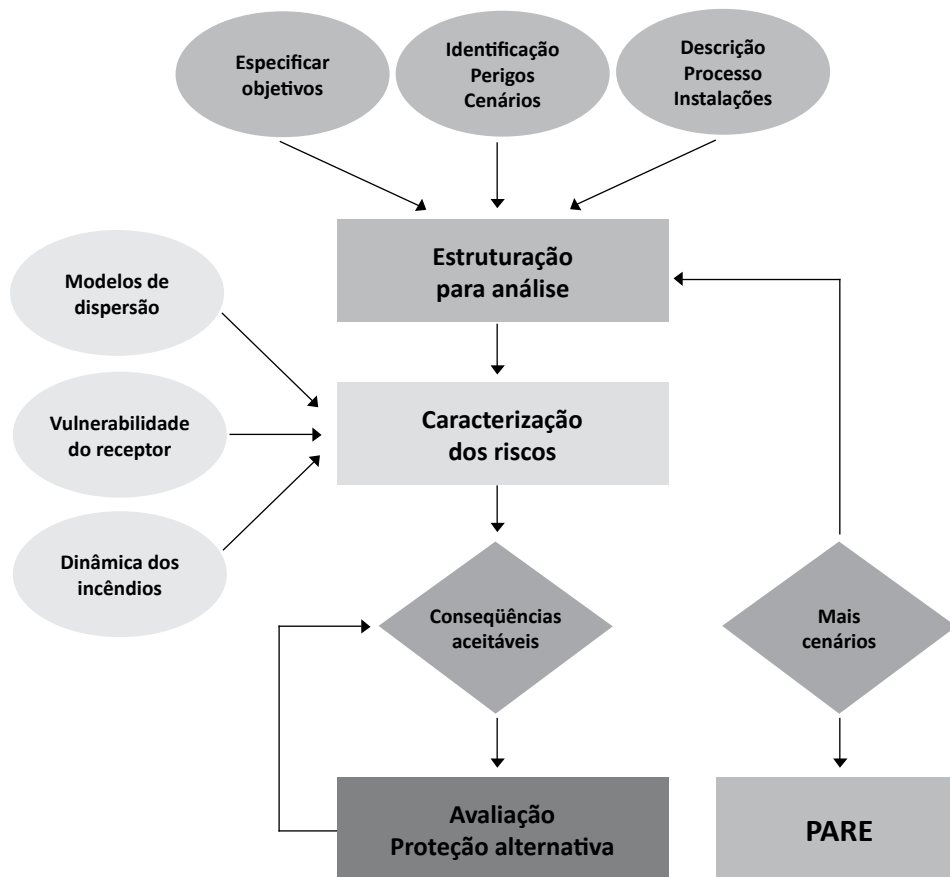 Especificar
objetivos
Identificação
Perigos
Cenários
Descrição
Processo
Instalações
Estruturação
para análise
Modelos de
dispersão
Vulnerabilidade
do receptor
Dinâmica dos
incêndios
Caracterização
dos riscos
Conseqüências
aceitáveis
Mais
cenários
Avaliação
Proteção alternativa
PARE